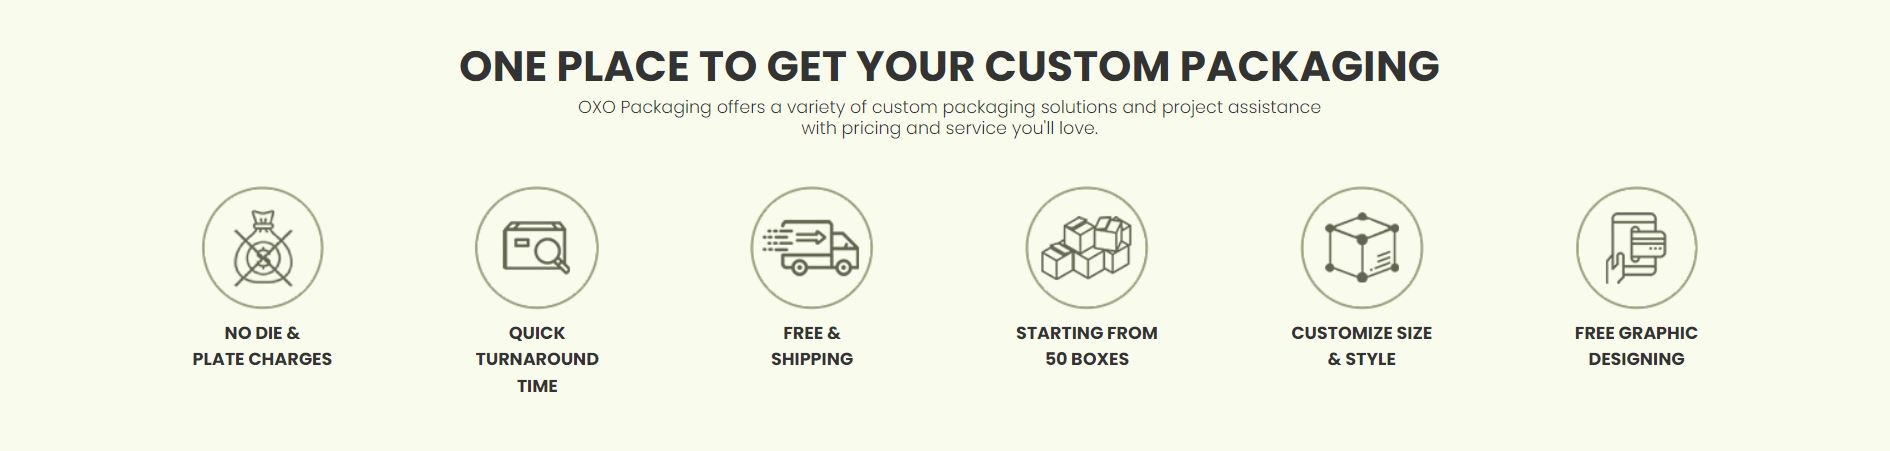 ONE PLACE TO GET YOUR CUSTOM PACKAGING
OXO Packaging offers a variety of custom packaging solutions and project assistance
with pricing and service you'll love.
NO DIE &
PLATE CHARGES
QUICK
TURNAROUND
TIME
FREE &
SHIPPING
STARTING FROM
50 BOXES
CUSTOMIZE SIZE
& STYLE
FREE GRAPHIC
DESIGNING